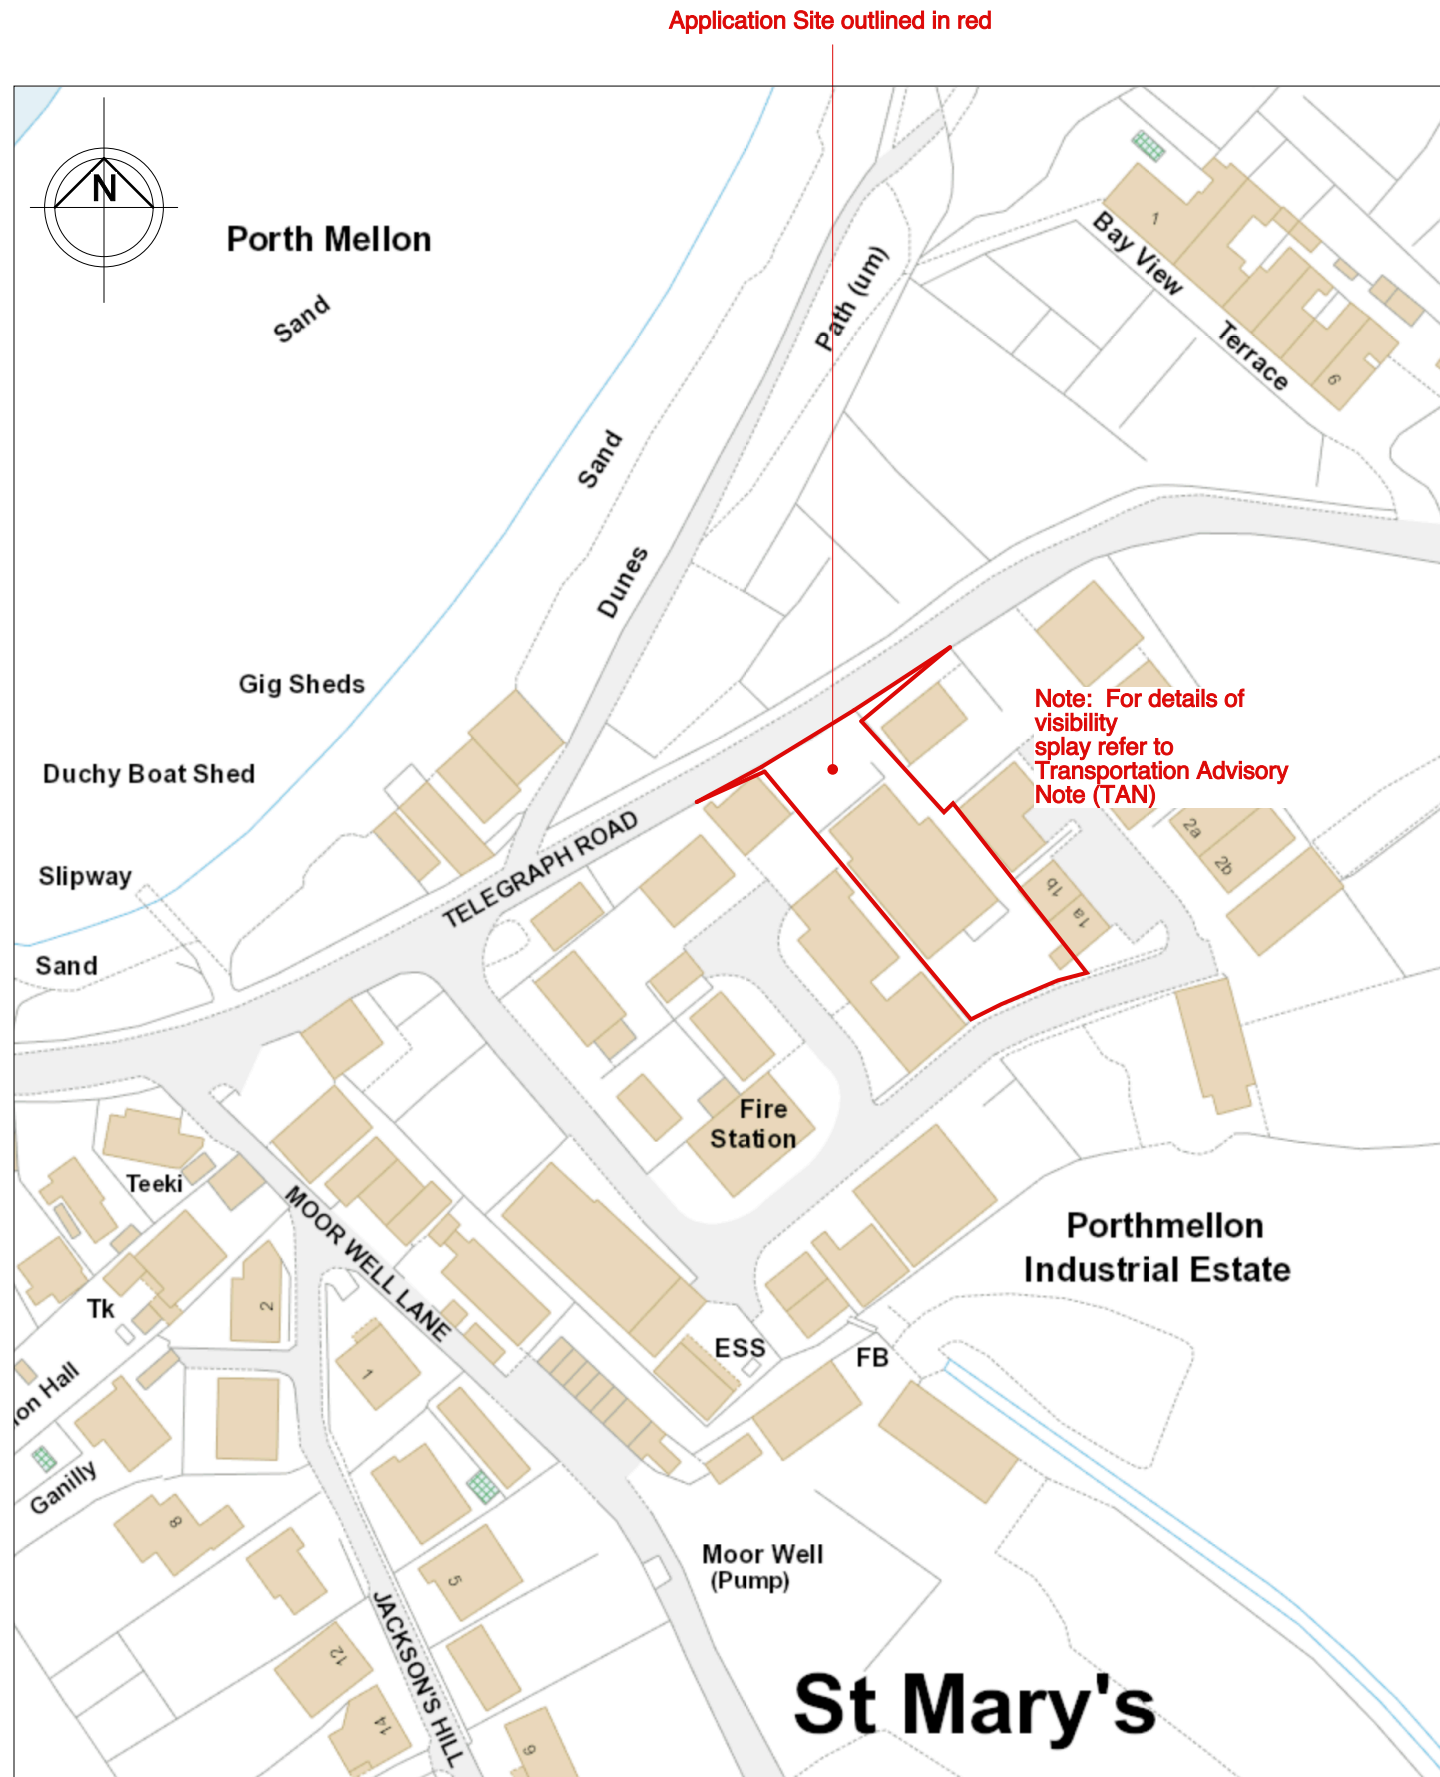 Application Site outlined in red
N
Porth Mellon
Sand
Path (um)
1
Bay View
Terrace
6
Sand
Dunes
Gig Sheds
Duchy Boat Shed
Slipway
Sand
TELEGRAPH ROAD
Note: For details of
visibility
splay refer to
Transportation Advisory
Note (TAN)
2a
2b
1b
1a
Fire
Station
Teeki
MOOR WELL LANE
Tk
2
1
Porthmellon
Industrial Estate
ESS
FB
ion Hall
Ganilly
8
5
Moor Well
(Pump)
JACKSON'S HILL
12
14
9
St Mary's